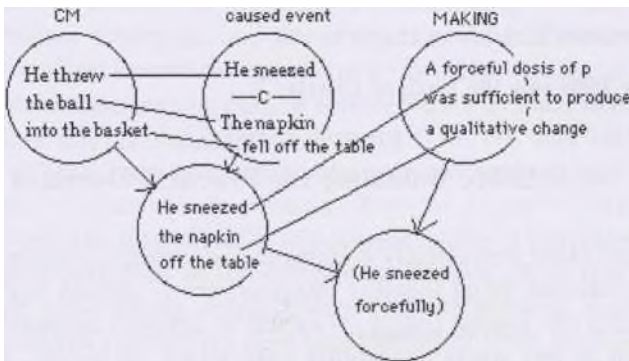 CM
caused event
MAKING
He threw
the ball
into the basket
He sneezed
C
The napkin
fell off the table
A forceful dosis of p
was sufficient to produce
a qualitative change
He sneezed
the napkin
off the table
(He sneezed
forcefully)